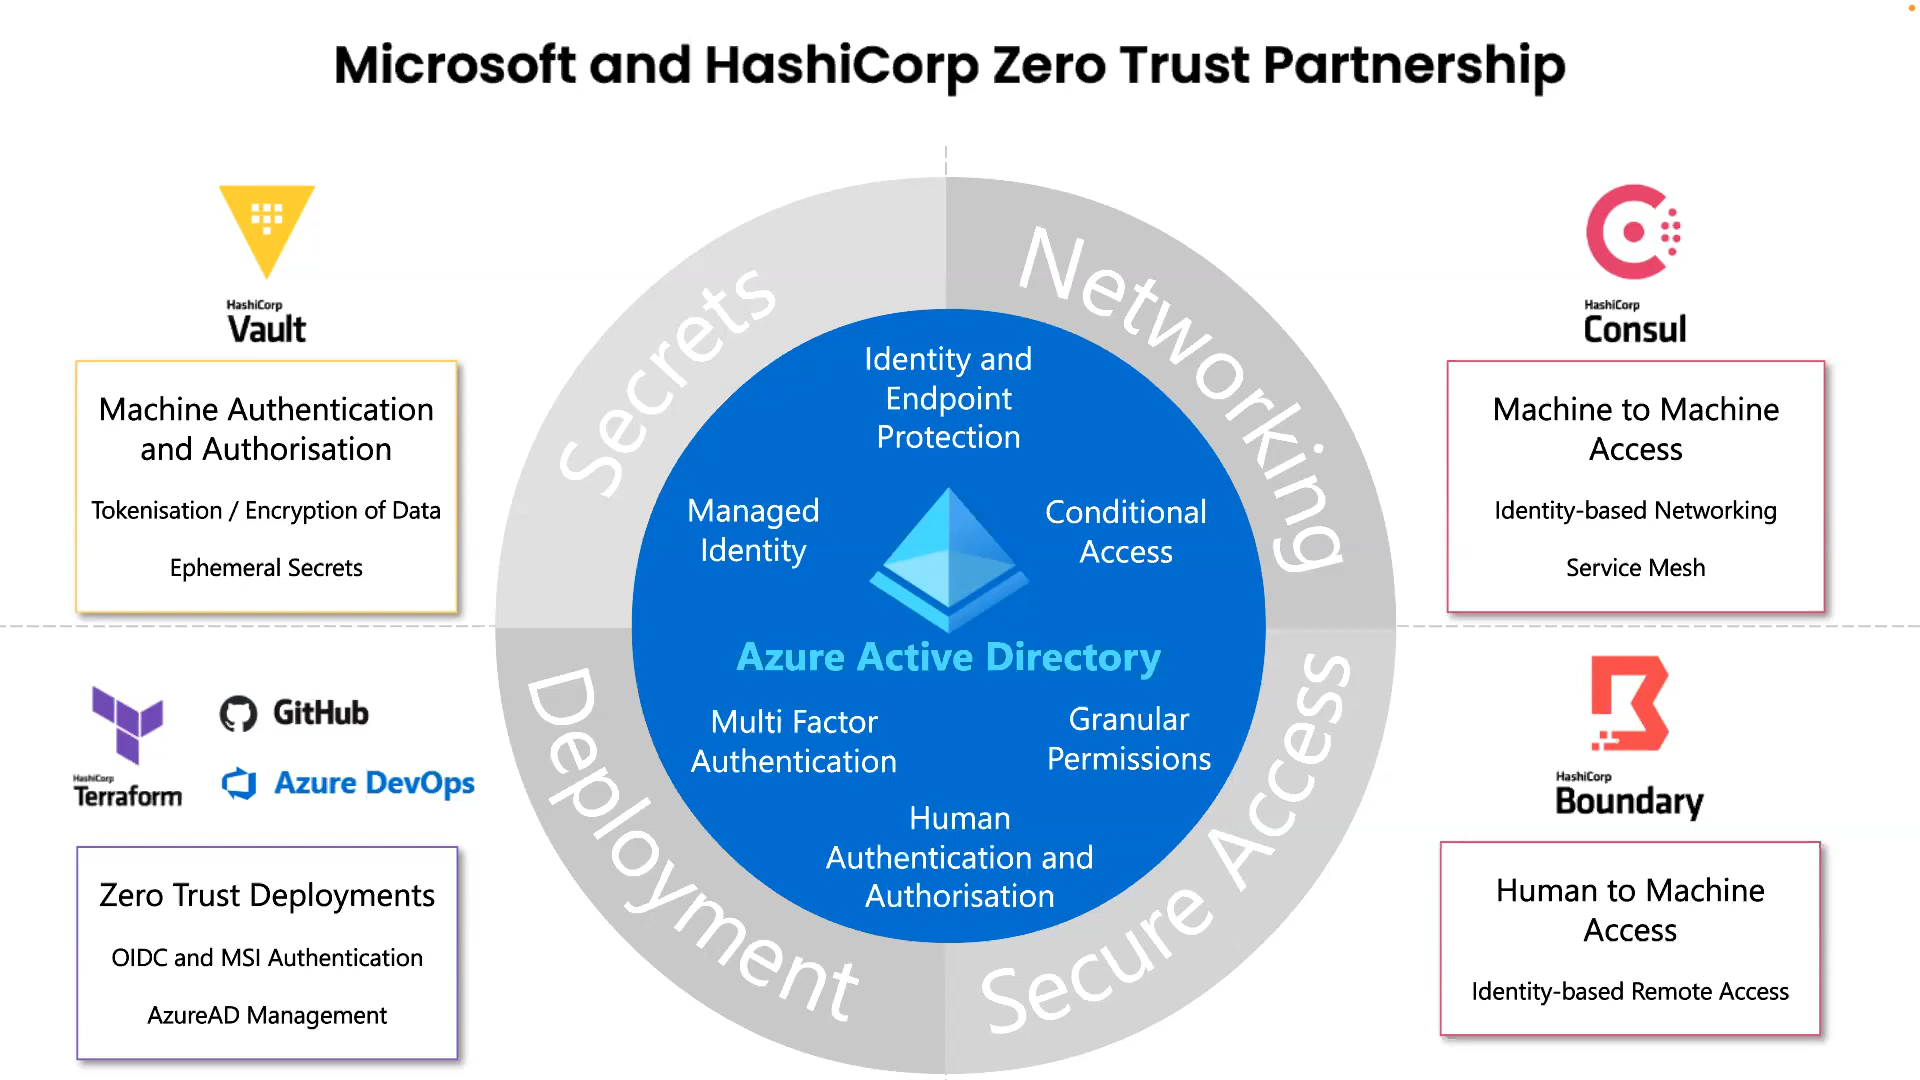 Microsoft and HashiCorp Zero Trust Partnership
HashiCorp
Vault
Machine Authentication
and Authorisation
Tokenisation / Encryption of Data
Ephemeral Secrets
Secrets
Networking
HashiCorp
Consul
Machine to Machine
Access
Identity-based Networking
Service Mesh
Identity and
Endpoint
Protection
Managed
Identity
Conditional
Access
Azure Active Directory
Multi Factor
Authentication
Granular
Permissions
Human
Authentication and
Authorisation
HashiCorp
Terraform
GitHub
Azure DevOps
Zero Trust Deployments
OIDC and MSI Authentication
AzureAD Management
Deployment
Secure Access
HashiCorp
Boundary
Human to Machine
Access
Identity-based Remote Access